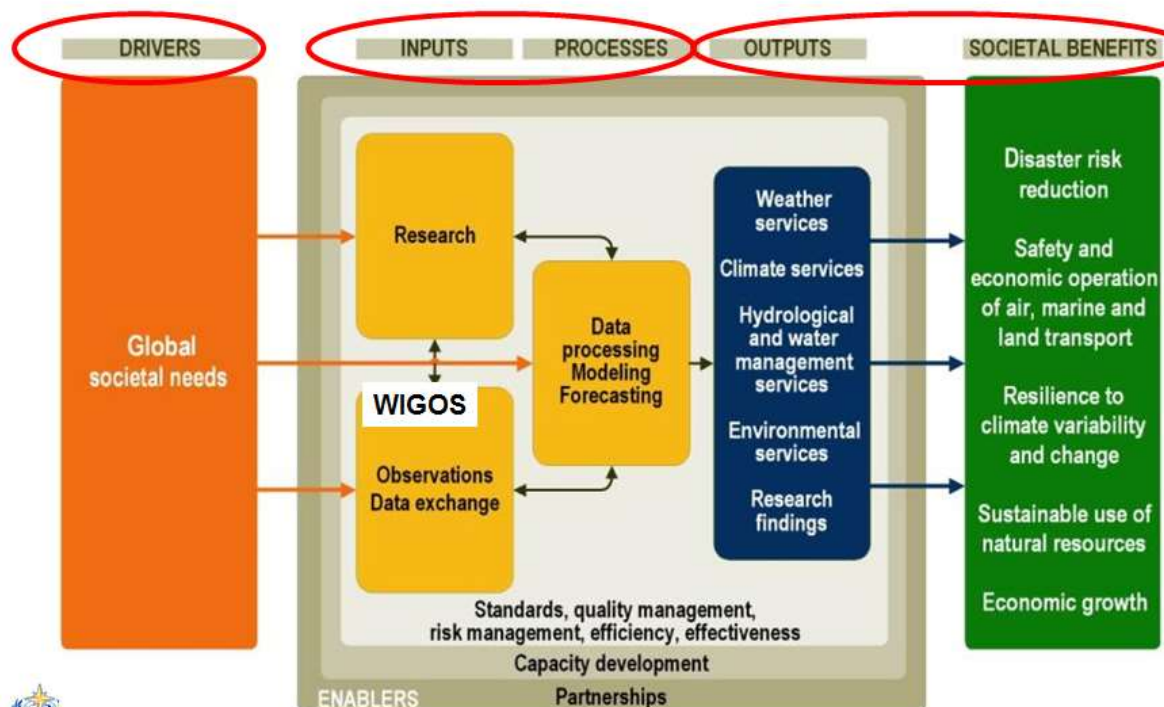 DRIVERS
INPUTS
PROCESSES
OUTPUTS
SOCIETAL BENEFITS
Global
societal needs
Research
WIGOS
Observations
Data exchange
Data
processing
Modeling
Forecasting
Weather
services
Climate services
Hydrological
and water
management
services
Environmental
services
Research
findings
Disaster risk
reduction
Safety and
economic operation
of air, marine and
land transport
Resilience to
climate variability
and change
Sustainable use of
natural resources
Economic growth
Standards, quality management,
risk management, efficiency, effectiveness
Capacity development
ENABLERS
Partnerships